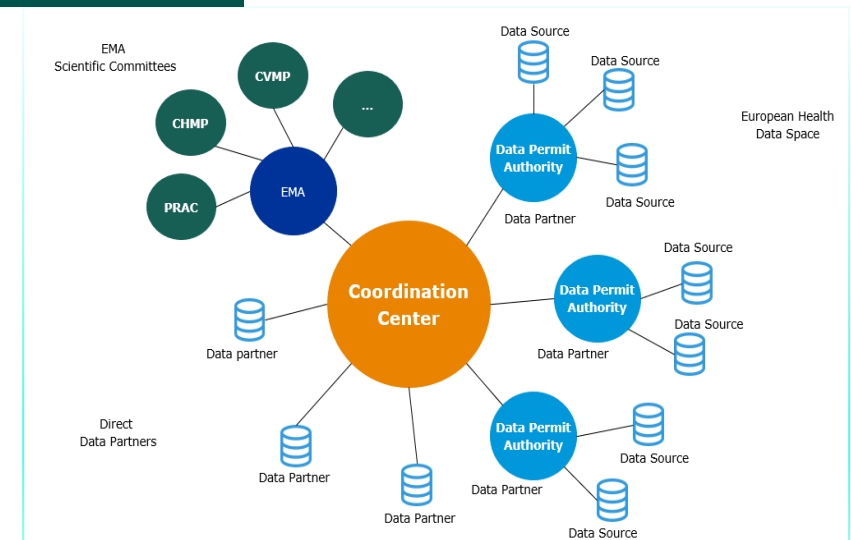 EMA
Scientific Committees
CVMP
...
CHMP
PRAC
EMA
Data Source
Data Source
Data Permit
Authority
Data Source
Data Partner
European Health
Data Space
Coordination
Center
Data Source
Data Permit
Authority
Data Source
Data Partner
Data partner
Direct
Data Partners
Data Partner
Data Partner
Data Permit
Authority
Data Source
Data Partner
Data Source